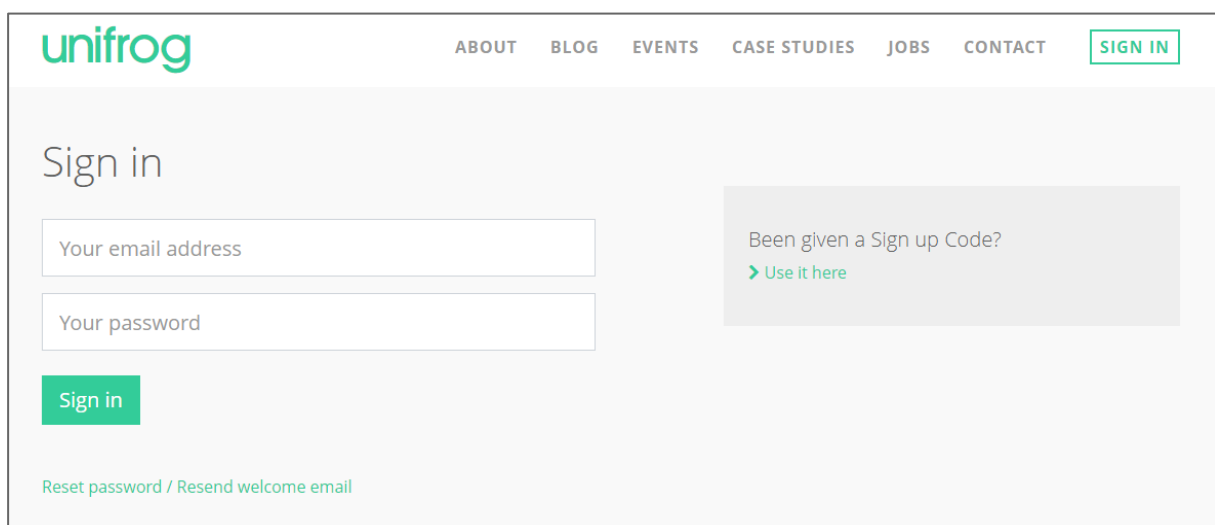 unifrog
ABOUT BLOG EVENTS CASE STUDIES JOBS CONTACT SIGN IN
Sign in
Your email address
Your password
Sign in
Reset password / Resend welcome email
Been given a Sign up Code?
Use it here